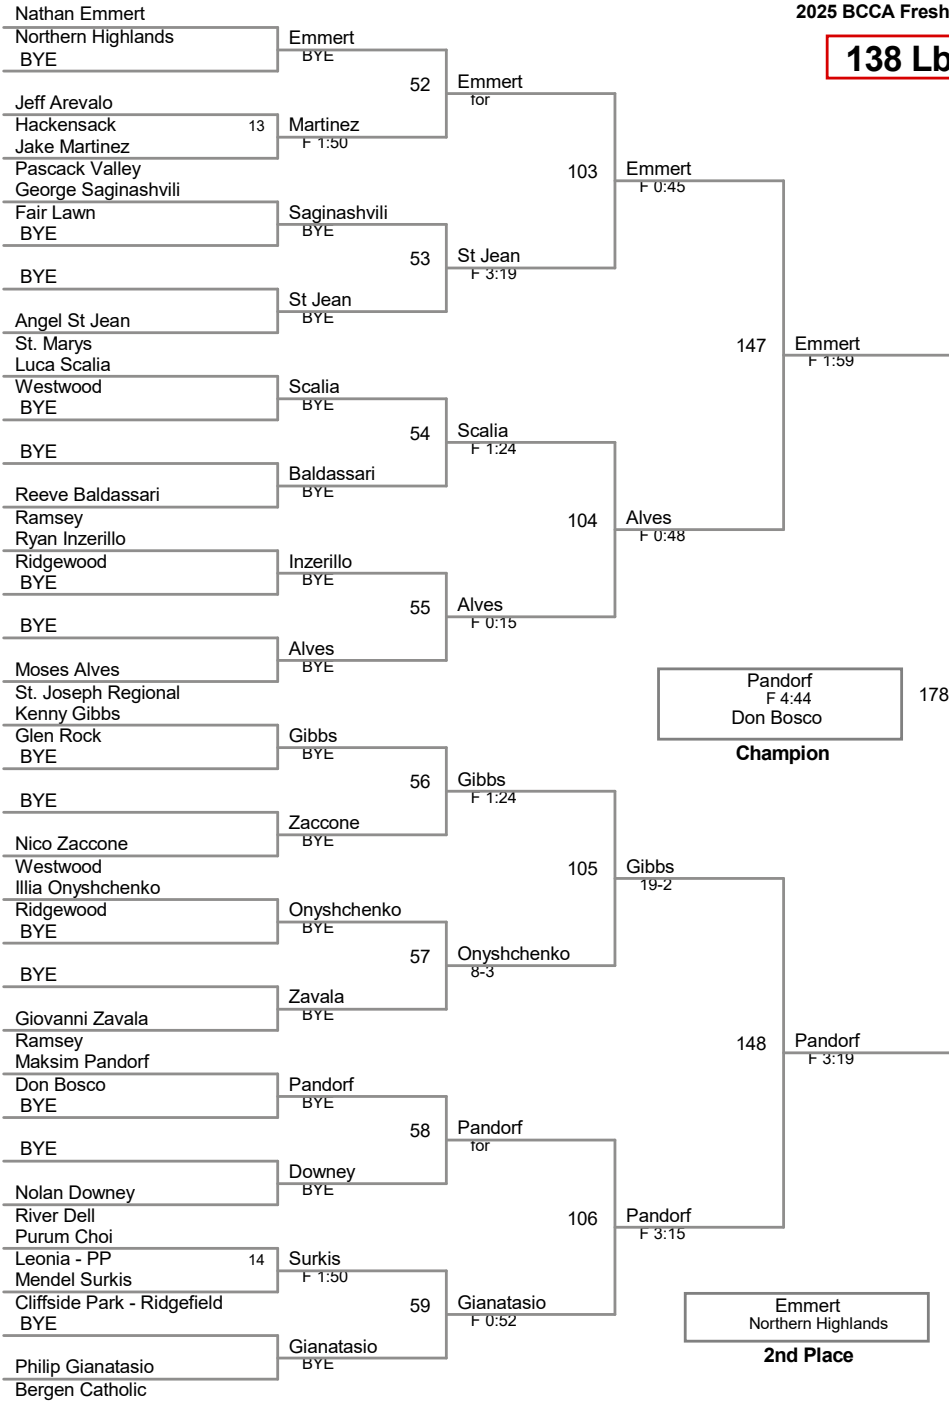 Nathan Emmert
2025 BCCA Fresh
Northern Highlands
Emmert
BYE
BYE
138 Lb
52
Emmert
for
Jeff Arevalo
Hackensack
13
Martinez
Jake Martinez
F 1:50
Pascack Valley
103
Emmert
F 0:45
George Saginashvili
Fair Lawn
Saginashvili
BYE
BYE
53
St Jean
F 3:19
BYE
St Jean
BYE
Angel St Jean
St. Marys
147
Emmert
F 1:59
Luca Scalia
Westwood
Scalia
BYE
BYE
54
Scalia
F 1:24
BYE
Baldassari
BYE
Reeve Baldassari
Ramsey
104
Alves
F 0:48
Ryan Inzerillo
Ridgewood
Inzerillo
BYE
BYE
55
Alves
F 0:15
BYE
Alves
BYE
Moses Alves
St. Joseph Regional
Pandorf
F 4:44
Don Bosco
178
Champion
Kenny Gibbs
Glen Rock
Gibbs
BYE
BYE
56
Gibbs
F 1:24
BYE
Zaccone
BYE
Nico Zaccone
Westwood
105
Gibbs
19-2
Illia Onyshchenko
Ridgewood
Onyshchenko
BYE
BYE
57
Onyshchenko
8-3
BYE
Zavala
BYE
Giovanni Zavala
Ramsey
148
Pandorf
F 3:19
Maksim Pandorf
Don Bosco
Pandorf
BYE
BYE
58
Pandorf
for
BYE
Downey
BYE
Nolan Downey
River Dell
106
Pandorf
F 3:15
Purum Choi
Leonia - PP
14
Surkis
Mendel Surkis
F 1:50
Cliffside Park - Ridgefield
59
Gianatasio
F 0:52
BYE
Gianatasio
BYE
Philip Gianatasio
Bergen Catholic
Emmert
Northern Highlands
2nd Place